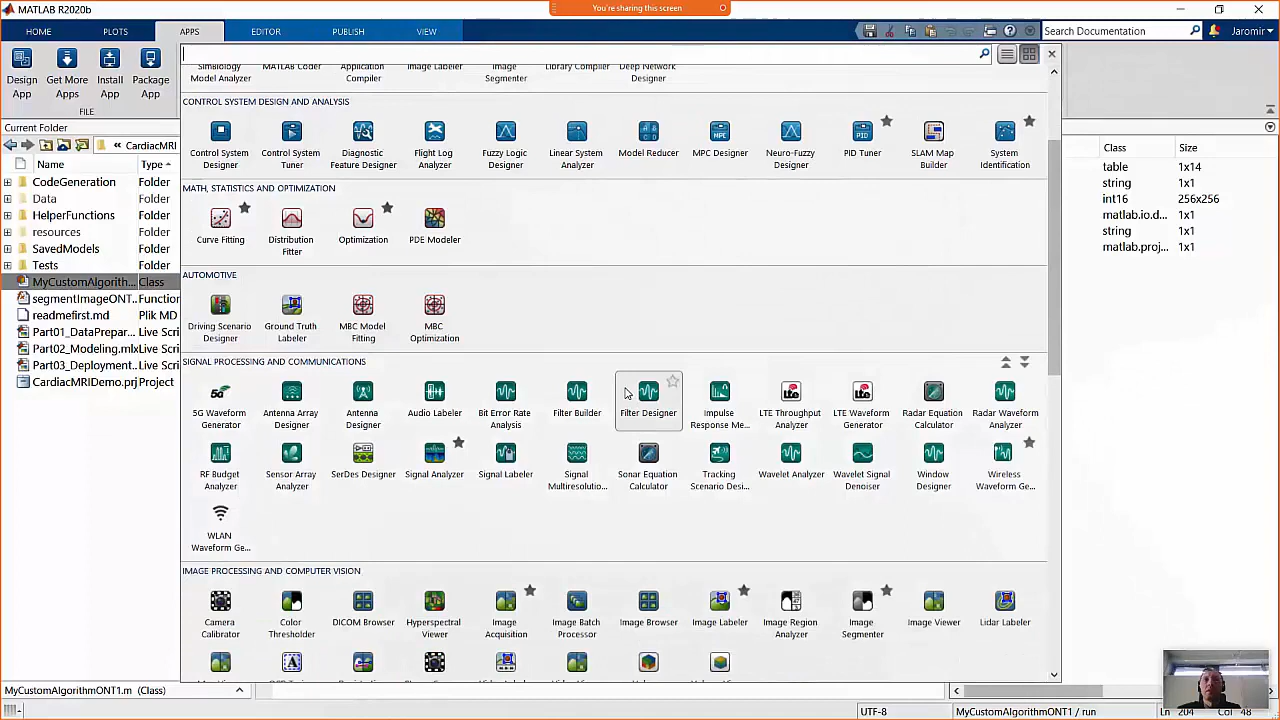 MATLAB R2020b
You're sharing this screen
HOME PLOTS APPS EDITOR PUBLISH VIEW
Search Documentation
Jaromir
Design App
Get More Apps
Install App
Package App
FILE
SimBiology Model Analyzer
MATLAB Coder
Application Compiler
Image Labeler
Image Segmenter
Library Compiler
Deep Network Designer
Current Folder
CardiacMRI
Name
Type
CodeGeneration Folder
Data Folder
HelperFunctions Folder
resources Folder
SavedModels Folder
Tests Folder
MyCustomAlgorith... Class
segmentImageONT... Function
readmefirst.md Plik MD
Part01_DataPrepar... Live Scri
Part02_Modeling.mlx Live Scri
Part03_Deployment... Live Scri
CardiacMRIDemo.prj Project
CONTROL SYSTEM DESIGN AND ANALYSIS
Control System Designer
Control System Tuner
Diagnostic Feature Designer
Flight Log Analyzer
Fuzzy Logic Designer
Linear System Analyzer
Model Reducer
MPC Designer
Neuro-Fuzzy Designer
PID Tuner
SLAM Map Builder
System Identification
MATH, STATISTICS AND OPTIMIZATION
Curve Fitting
Distribution Fitter
Optimization
PDE Modeler
AUTOMOTIVE
Driving Scenario Designer
Ground Truth Labeler
MBC Model Fitting
MBC Optimization
SIGNAL PROCESSING AND COMMUNICATIONS
5G Waveform Generator
Antenna Array Designer
Antenna Designer
Audio Labeler
Bit Error Rate Analysis
Filter Builder
Filter Designer
Impulse Response Me...
LTE Throughput Analyzer
LTE Waveform Generator
Radar Equation Calculator
Radar Waveform Analyzer
RF Budget Analyzer
Sensor Array Analyzer
SerDes Designer
Signal Analyzer
Signal Labeler
Signal Multiresolutio...
Sonar Equation Calculator
Tracking Scenario Desi...
Wavelet Analyzer
Wavelet Signal Denoiser
Window Designer
Wireless Waveform Ge...
WLAN Waveform Ge...
IMAGE PROCESSING AND COMPUTER VISION
Camera Calibrator
Color Thresholder
DICOM Browser
Hyperspectral Viewer
Image Acquisition
Image Batch Processor
Image Browser
Image Labeler
Image Region Analyzer
Image Segmenter
Image Viewer
Lidar Labeler
Class Size
table 1x14
string 1x1
int16 256x256
matlab.io.d... 1x1
string 1x1
matlab.proj... 1x1
MyCustomAlgorithmONT1.m (Class)
UTF-8
MyCustomAlgorithmONT1 / run
Ln 204 Col 48